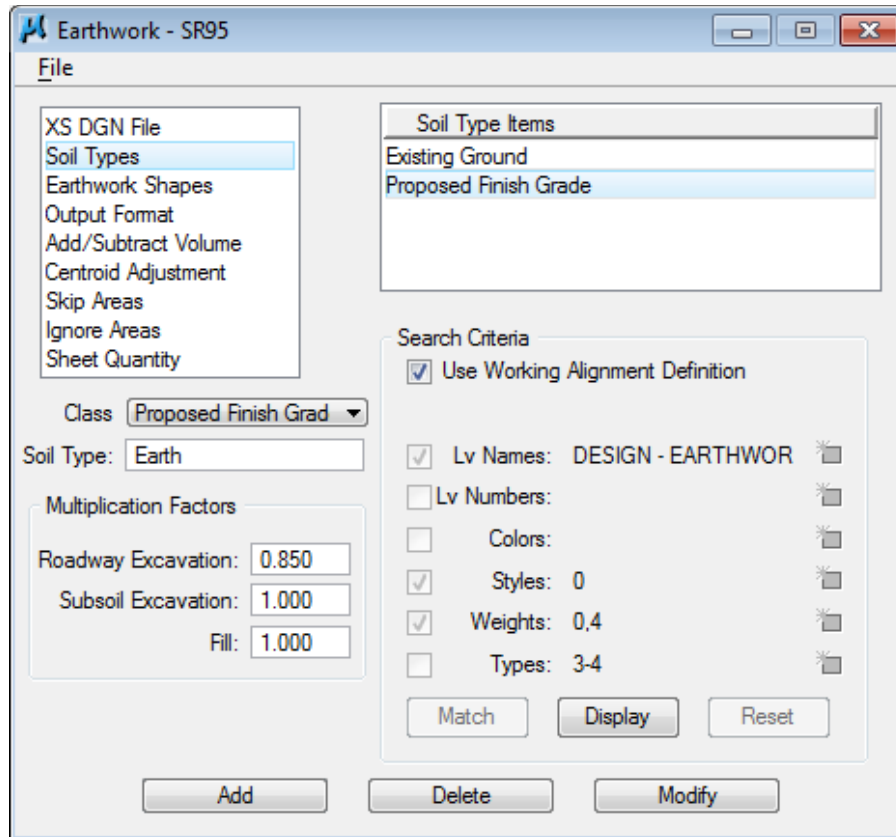 Earthwork - SR95
File
XS DGN File
Soil Types
Earthwork Shapes
Output Format
Add/Subtract Volume
Centroid Adjustment
Skip Areas
Ignore Areas
Sheet Quantity
Soil Type Items
Existing Ground
Proposed Finish Grade
Class Proposed Finish Grad
Soil Type: Earth
Multiplication Factors
Roadway Excavation: 0.850
Subsoil Excavation: 1.000
Fill: 1.000
Search Criteria
Use Working Alignment Definition
Lv Names: DESIGN - EARTHWOR
Lv Numbers:
Colors:
Styles: 0
Weights: 0,4
Types: 3-4
Match Display Reset
Add Delete Modify